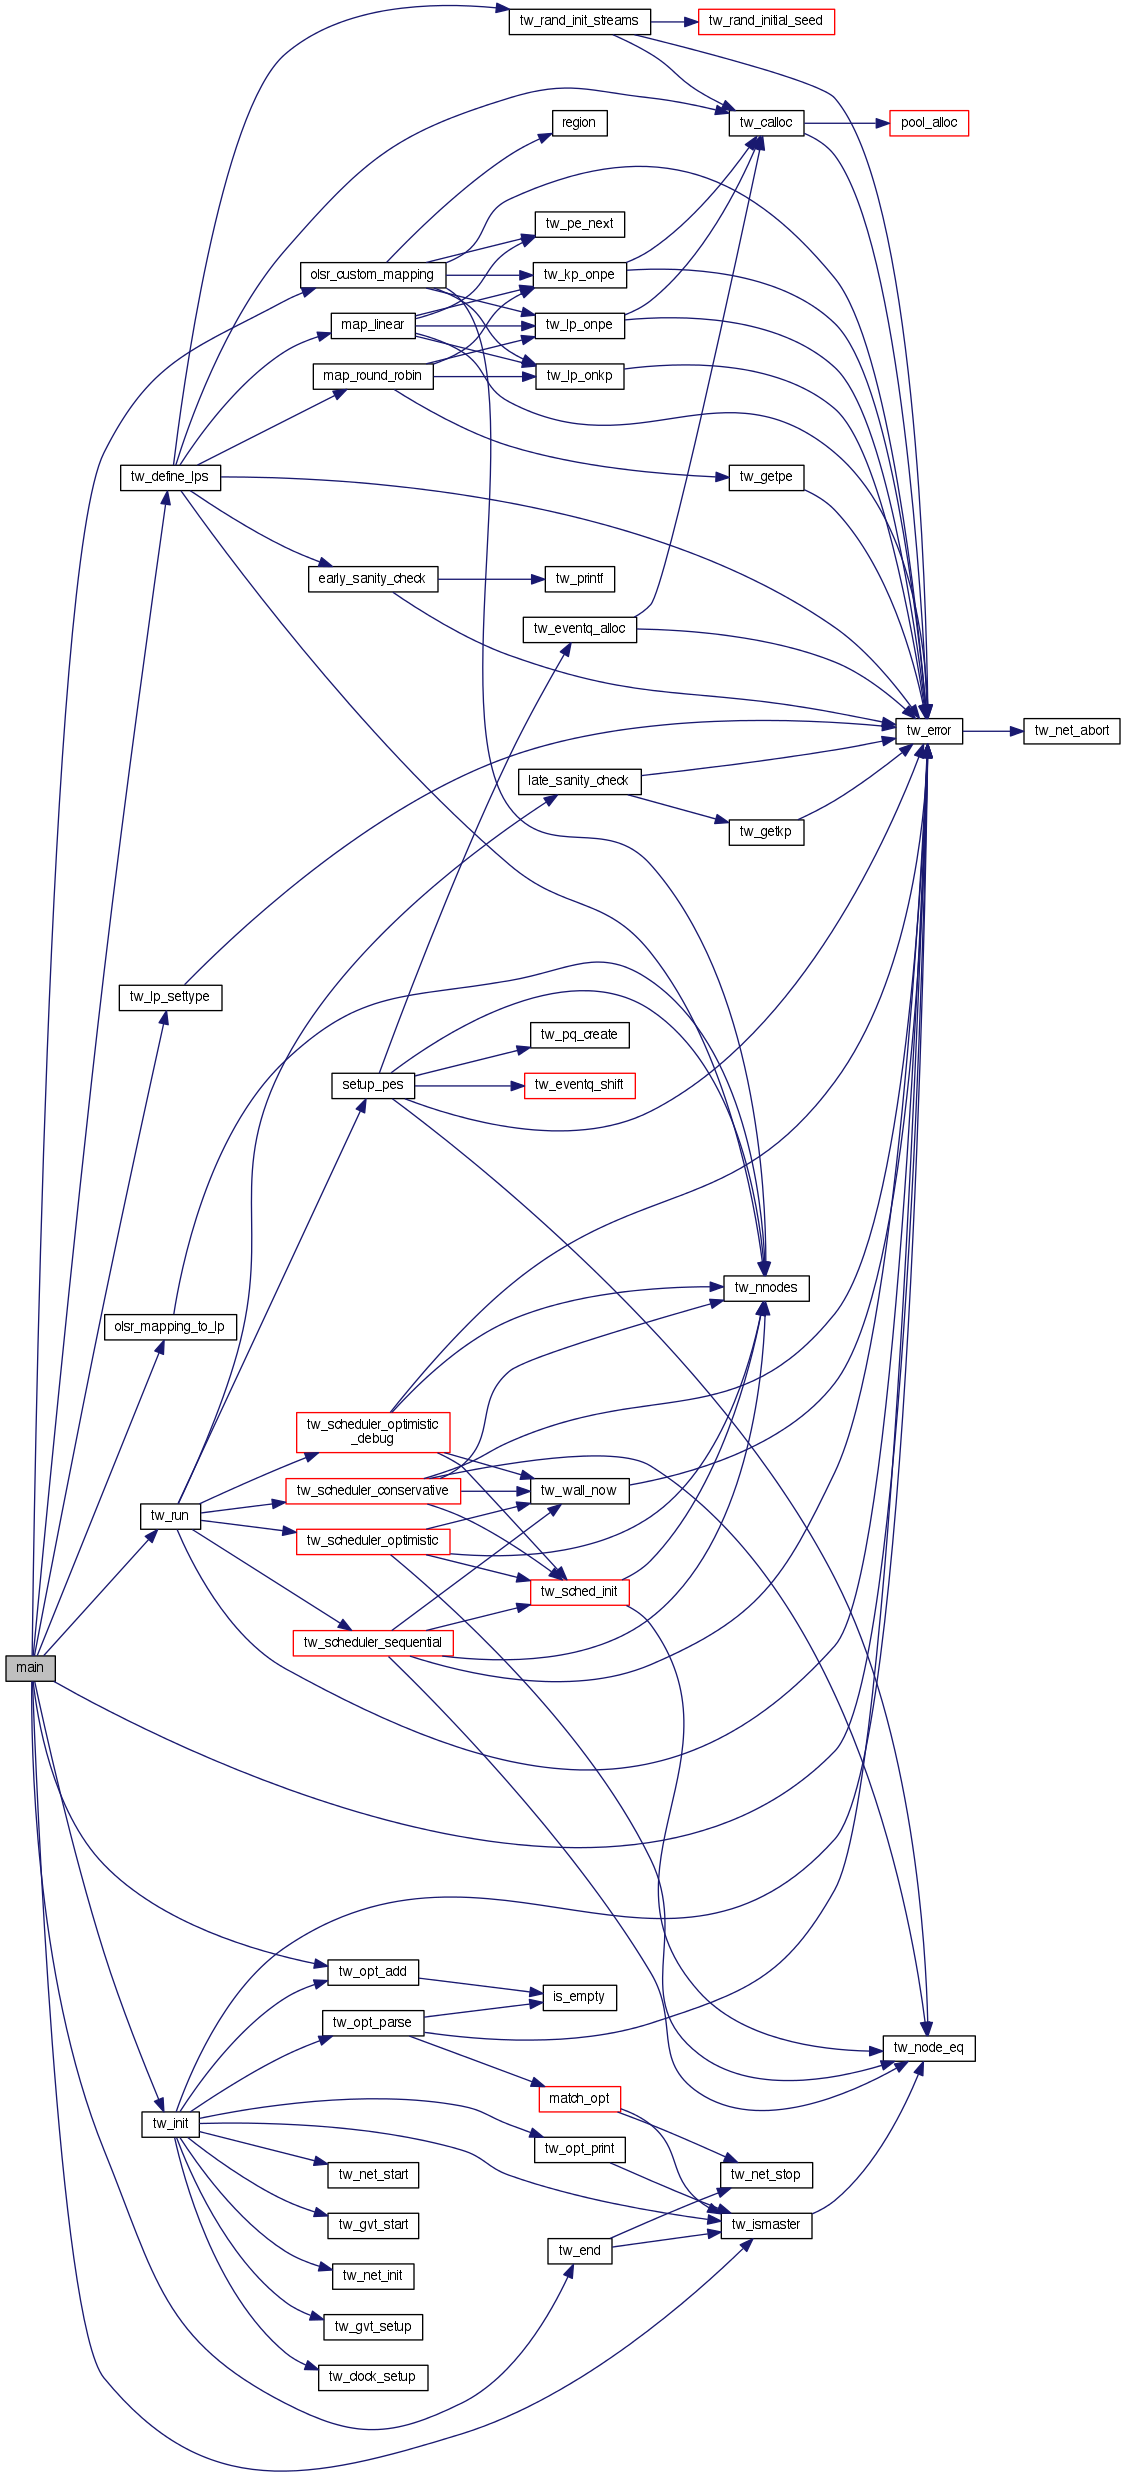 tw_rand_init_streams
tw_rand_initial_seed
region
tw_calloc
pool_alloc
tw_pe_next
olsr_custom_mapping
tw_kp_onpe
map_linear
tw_lp_onpe
map_round_robin
tw_lp_onkp
tw_define_lps
tw_getpe
early_sanity_check
tw_printf
tw_eventq_alloc
tw_error
tw_net_abort
late_sanity_check
tw_getkp
tw_lp_settype
tw_pq_create
setup_pes
tw_eventq_shift
tw_nnodes
olsr_mapping_to_lp
tw_scheduler_optimistic
_debug
tw_scheduler_conservative
tw_wall_now
tw_run
tw_scheduler_optimistic
tw_sched_init
tw_scheduler_sequential
main
tw_opt_add
is_empty
tw_opt_parse
tw_node_eq
match_opt
tw_init
tw_opt_print
tw_net_start
tw_net_stop
tw_gvt_start
tw_ismaster
tw_end
tw_net_init
tw_gvt_setup
tw_clock_setup